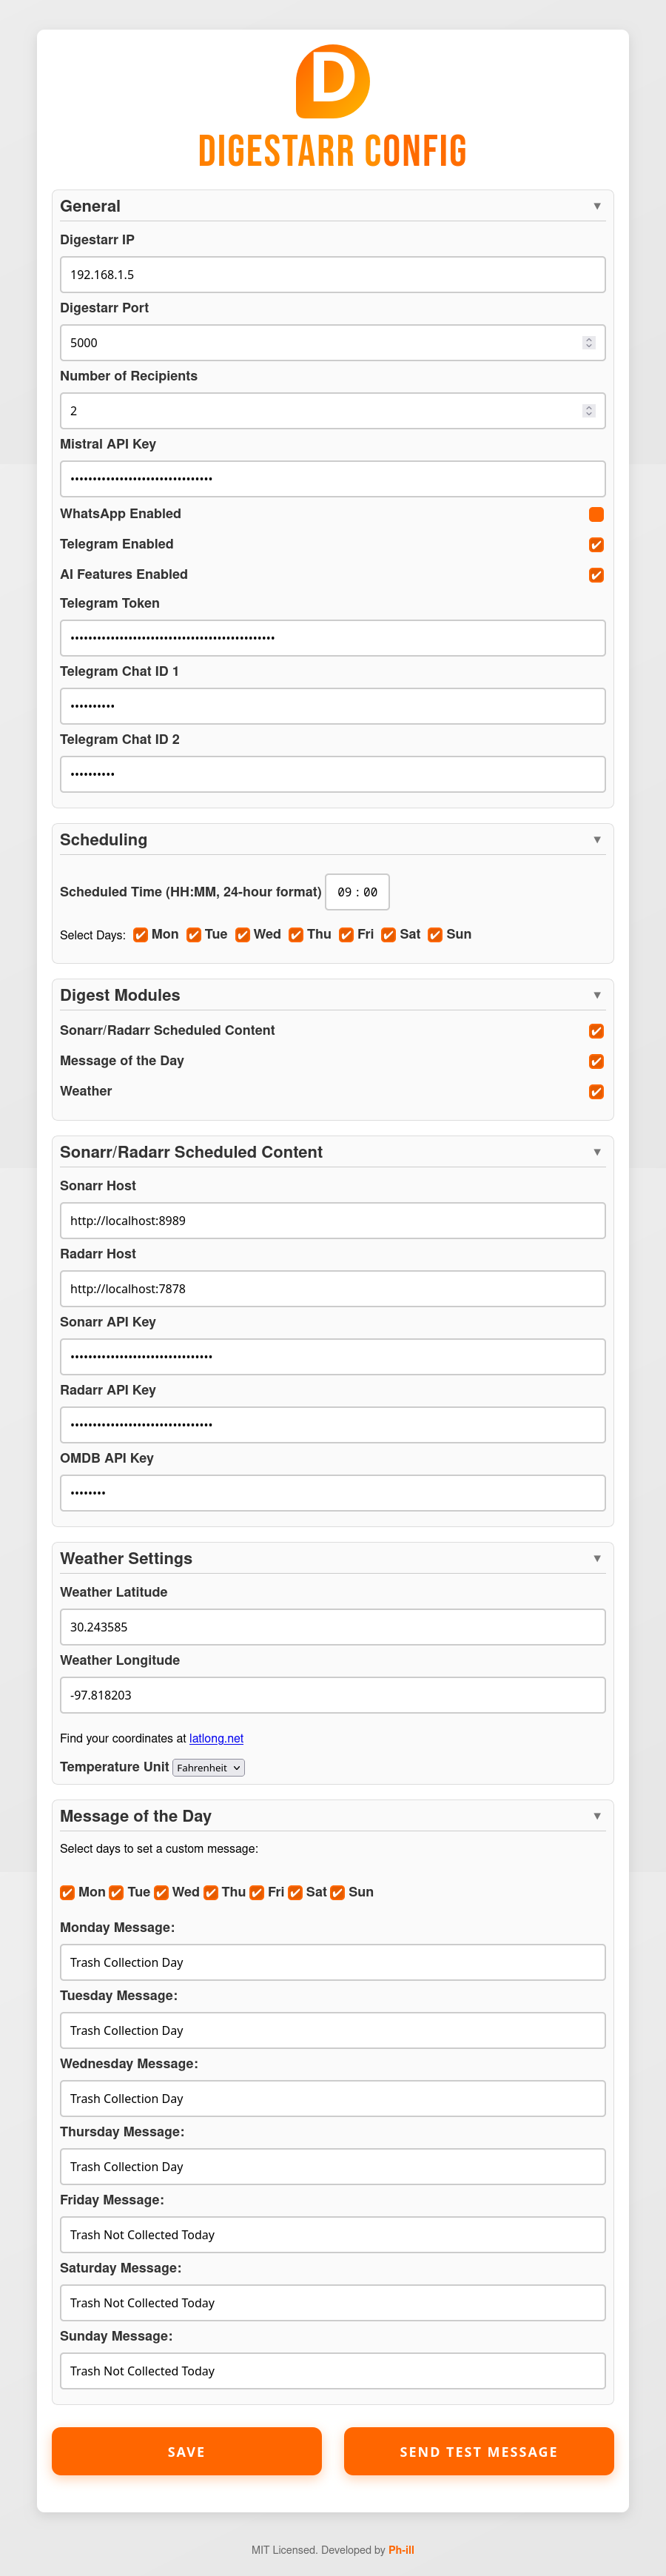 D
DIGESTARR CONFIG
General ▼
Digestarr IP
192.168.1.5
Digestarr Port
5000
Number of Recipients
2
Mistral API Key
••••••••••••••••••••••••••••••••
WhatsApp Enabled
Telegram Enabled ✔
AI Features Enabled ✔
Telegram Token
••••••••••••••••••••••••••••••••••••••••••••••
Telegram Chat ID 1
••••••••••
Telegram Chat ID 2
••••••••••
Scheduling ▼
Scheduled Time (HH:MM, 24-hour format) 09 : 00
Select Days: ✔ Mon ✔ Tue ✔ Wed ✔ Thu ✔ Fri ✔ Sat ✔ Sun
Digest Modules ▼
Sonarr/Radarr Scheduled Content ✔
Message of the Day ✔
Weather ✔
Sonarr/Radarr Scheduled Content ▼
Sonarr Host
http://localhost:8989
Radarr Host
http://localhost:7878
Sonarr API Key
••••••••••••••••••••••••••••••••
Radarr API Key
••••••••••••••••••••••••••••••••
OMDB API Key
••••••••
Weather Settings ▼
Weather Latitude
30.243585
Weather Longitude
-97.818203
Find your coordinates at latlong.net
Temperature Unit Fahrenheit
Message of the Day ▼
Select days to set a custom message:
✔ Mon ✔ Tue ✔ Wed ✔ Thu ✔ Fri ✔ Sat ✔ Sun
Monday Message:
Trash Collection Day
Tuesday Message:
Trash Collection Day
Wednesday Message:
Trash Collection Day
Thursday Message:
Trash Collection Day
Friday Message:
Trash Not Collected Today
Saturday Message:
Trash Not Collected Today
Sunday Message:
Trash Not Collected Today
SAVE SEND TEST MESSAGE
MIT Licensed. Developed by Ph-ill